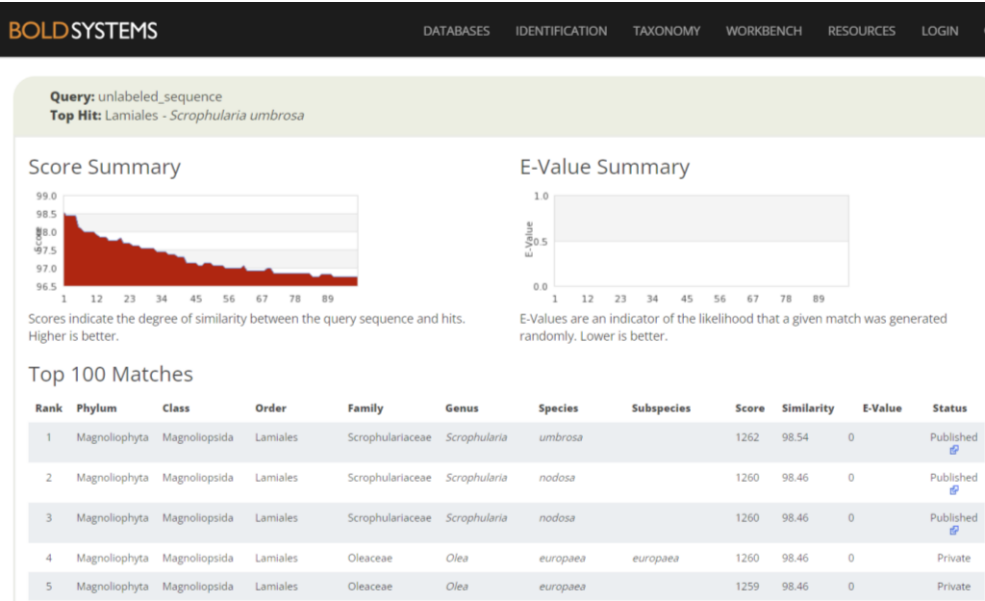 BOLDSYSTEMS DATABASES IDENTIFICATION TAXONOMY WORKBENCH RESOURCES LOGIN
Query: unlabeled_sequence
Top Hit: Lamiales - Scrophularia umbrosa
Score Summary
99.0
98.5
98.0
97.5
97.0
96.5
Score
1 12 23 34 45 56 67 78 89
Scores indicate the degree of similarity between the query sequence and hits.
Higher is better.
E-Value Summary
1.0
0.5
0.0
E-Value
1 12 23 34 45 56 67 78 89
E-Values are an indicator of the likelihood that a given match was generated
randomly. Lower is better.
Top 100 Matches
Rank Phylum Class Order Family Genus Species Subspecies Score Similarity E-Value Status
1 Magnoliophyta Magnoliopsida Lamiales Scrophulariaceae Scrophularia umbrosa 1262 98.54 0 Published
2 Magnoliophyta Magnoliopsida Lamiales Scrophulariaceae Scrophularia nodosa 1260 98.46 0 Published
3 Magnoliophyta Magnoliopsida Lamiales Scrophulariaceae Scrophularia nodosa 1260 98.46 0 Published
4 Magnoliophyta Magnoliopsida Lamiales Oleaceae Olea europaea europaea 1260 98.46 0 Private
5 Magnoliophyta Magnoliopsida Lamiales Oleaceae Olea europaea 1259 98.46 0 Private